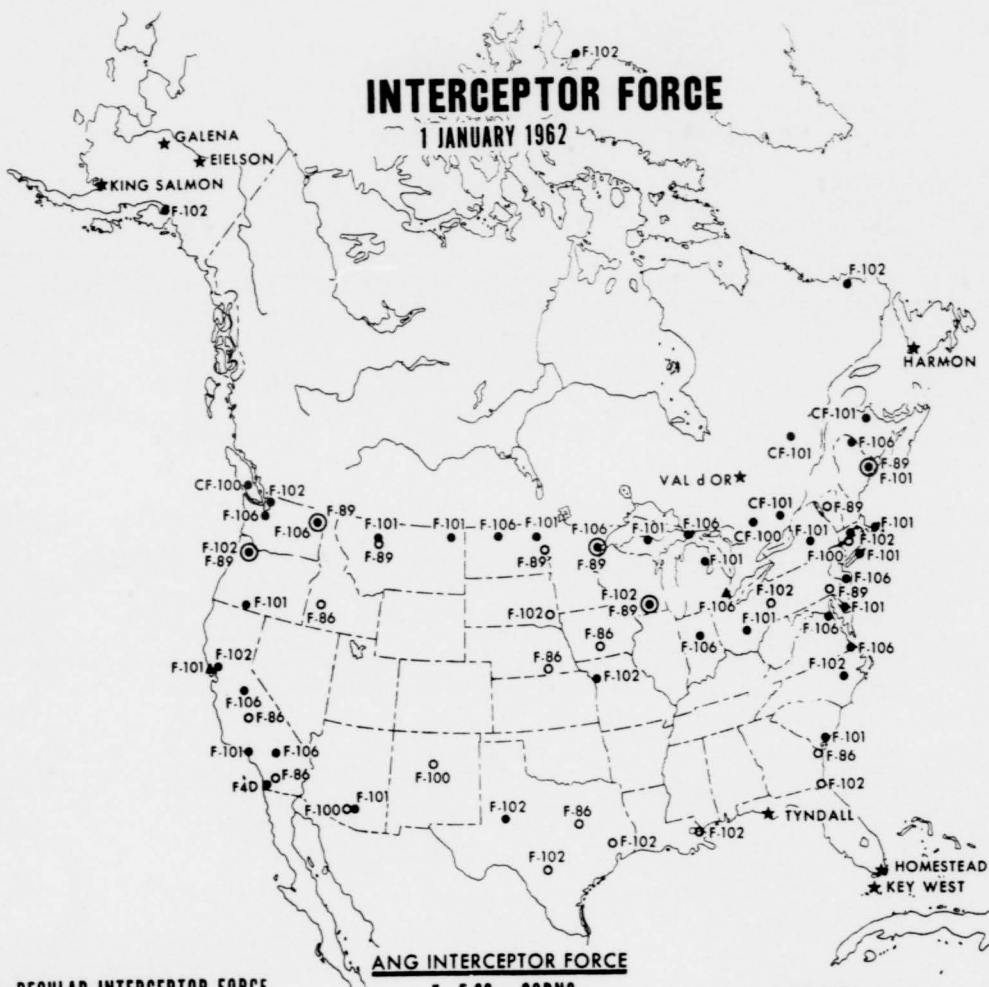 F-102
INTERCEPTOR FORCE
1 JANUARY 1962
GALENA
EIELSON
KING SALMON
F-102
F-102
HARMON
CF-101
F-106
CF-101
F-89
F-101
VAL d'OR
CF-100
F-102
F-106
F-89
F-106
F-102
F-89
F-101
F-89
F-101
F-106
F-101
F-89
F-106
F-89
F-101
F-106
CF-101
CF-100
F-89
F-101
F-101
F-102
F-100
F-101
F-101
F-106
F-102
F-89
F-106
F-89
F-101
F-106
F-102
F-101
F-86
F-102
F-86
F-101
F-106
F-106
F-101
F-102
F-86
F-102
F-102
F-106
F-86
F-101
F-106
F-101
F-86
F-86
F4D
F-100
F-100
F-101
F-102
F-86
F-102
F-102
F-102
F-102
TYNDALL
HOMESTEAD
KEY WEST
ANG INTERCEPTOR FORCE
REGULAR INTERCEPTOR FORCE